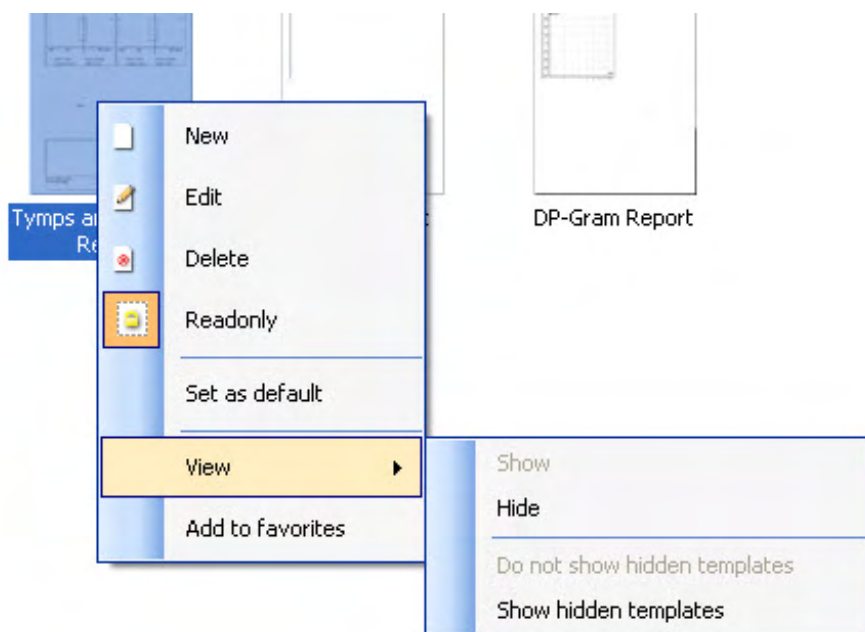 New
Edit
Delete
Readonly
Set as default
View
Add to favorites
Show
Hide
Do not show hidden templates
Show hidden templates
Tymps
DP-Gram Report